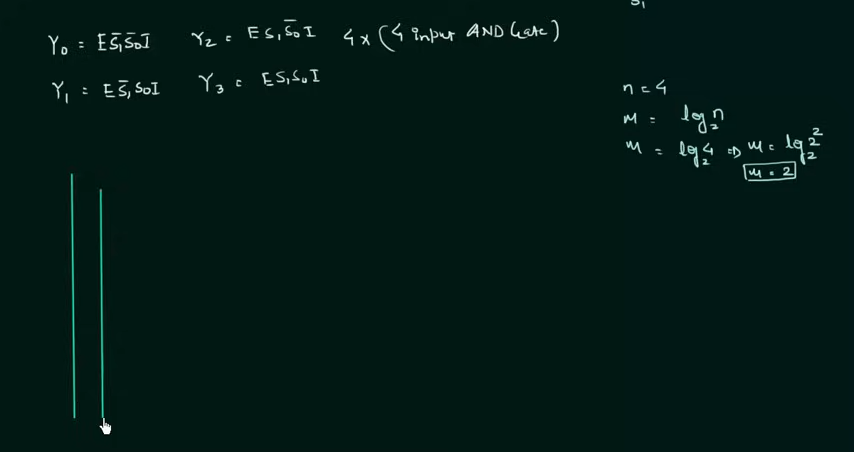 S₁
Y₀ = ES̄₁S̄₀I Y₂ = ES₁S̄₀I 4 x (4 input AND Gate)
Y₁ = ES̄₁S₀I Y₃ = ES₁S₀I
n = 4
m = log₂n
m = log₂4 ⇒ m = log₂2²
m = 2